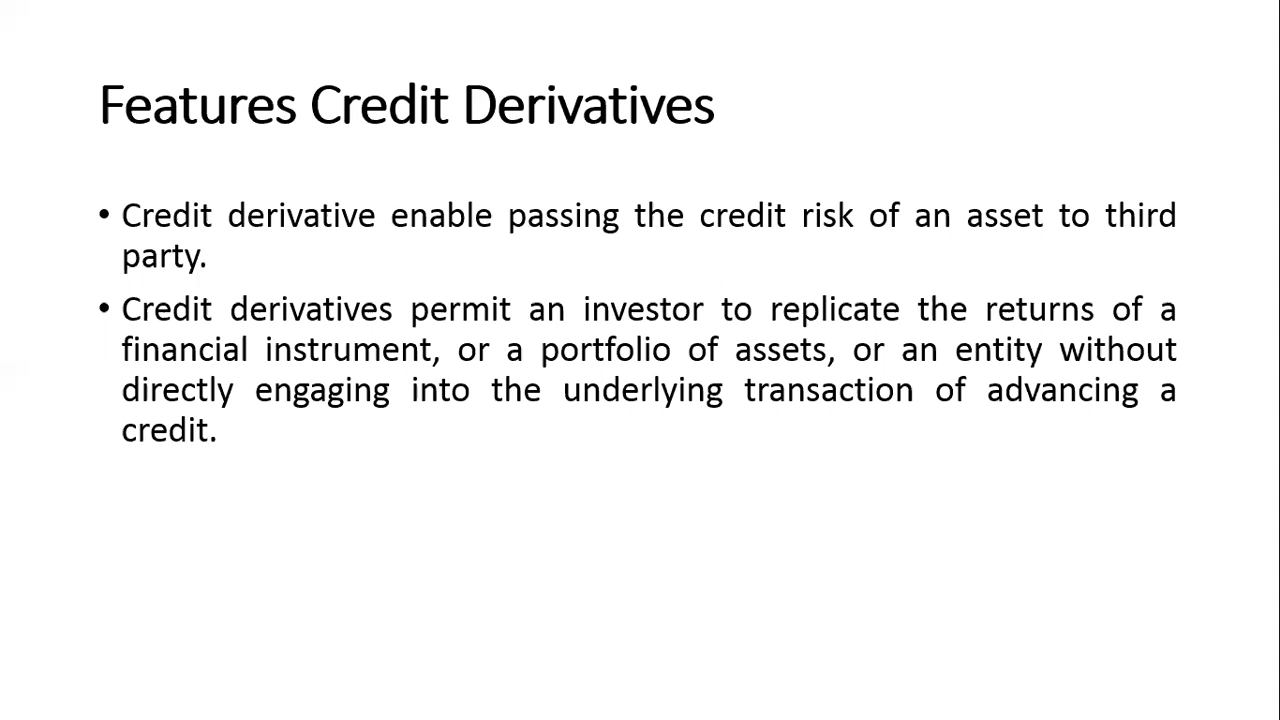 Features Credit Derivatives
• Credit derivative enable passing the credit risk of an asset to third
party.
• Credit derivatives permit an investor to replicate the returns of a
financial instrument, or a portfolio of assets, or an entity without
directly engaging into the underlying transaction of advancing a
credit.